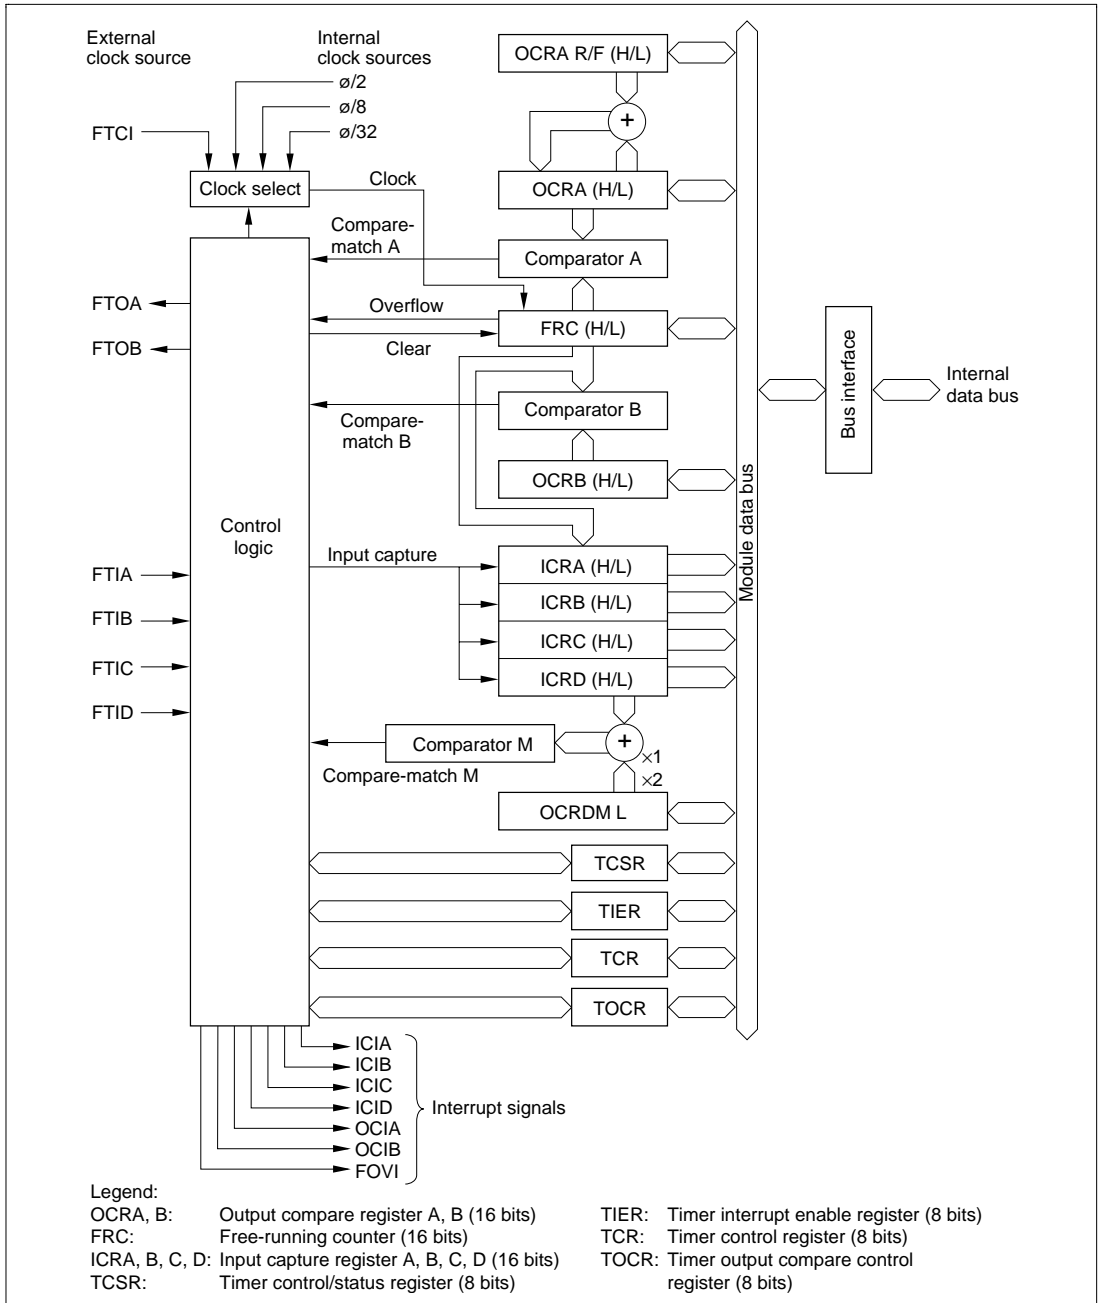 External
clock source
Internal
clock sources
ø/2
ø/8
ø/32
FTCI
Clock select
Clock
OCRA R/F (H/L)
+
OCRA (H/L)
Compare-
match A
Comparator A
FTOA
Overflow
FRC (H/L)
FTOB
Clear
Compare-
match B
Comparator B
OCRB (H/L)
Bus interface
Internal
data bus
Module data bus
Control
logic
Input capture
ICRA (H/L)
ICRB (H/L)
ICRC (H/L)
ICRD (H/L)
FTIA
FTIB
FTIC
FTID
Comparator M
+
×1
×2
Compare-match M
OCRDM L
TCSR
TIER
TCR
TOCR
ICIA
ICIB
ICIC
ICID
OCIA
OCIB
FOVI
Interrupt signals
Legend:
OCRA, B: Output compare register A, B (16 bits)
FRC: Free-running counter (16 bits)
ICRA, B, C, D: Input capture register A, B, C, D (16 bits)
TCSR: Timer control/status register (8 bits)
TIER: Timer interrupt enable register (8 bits)
TCR: Timer control register (8 bits)
TOCR: Timer output compare control
register (8 bits)